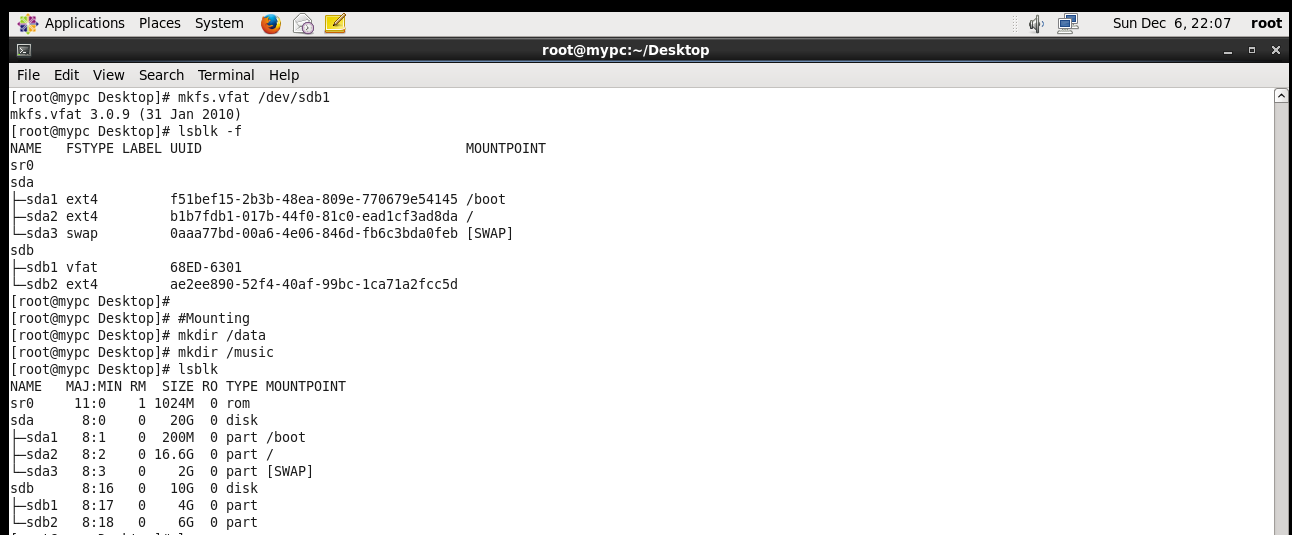 Applications Places System Sun Dec 6, 22:07 root
root@mypc:~/Desktop
File Edit View Search Terminal Help
[root@mypc Desktop]# mkfs.vfat /dev/sdb1
mkfs.vfat 3.0.9 (31 Jan 2010)
[root@mypc Desktop]# lsblk -f
NAME   FSTYPE LABEL UUID                                 MOUNTPOINT
sr0
sda
├─sda1 ext4         f51bef15-2b3b-48ea-809e-770679e54145 /boot
├─sda2 ext4         b1b7fdb1-017b-44f0-81c0-ead1cf3ad8da /
└─sda3 swap         0aaa77bd-00a6-4e06-846d-fb6c3bda0feb [SWAP]
sdb
├─sdb1 vfat         68ED-6301
└─sdb2 ext4         ae2ee890-52f4-40af-99bc-1ca71a2fcc5d
[root@mypc Desktop]#
[root@mypc Desktop]# #Mounting
[root@mypc Desktop]# mkdir /data
[root@mypc Desktop]# mkdir /music
[root@mypc Desktop]# lsblk
NAME   MAJ:MIN RM  SIZE RO TYPE MOUNTPOINT
sr0     11:0    1 1024M  0 rom
sda      8:0    0   20G  0 disk
├─sda1   8:1    0  200M  0 part /boot
├─sda2   8:2    0 16.6G  0 part /
└─sda3   8:3    0    2G  0 part [SWAP]
sdb      8:16   0   10G  0 disk
├─sdb1   8:17   0    4G  0 part
└─sdb2   8:18   0    6G  0 part